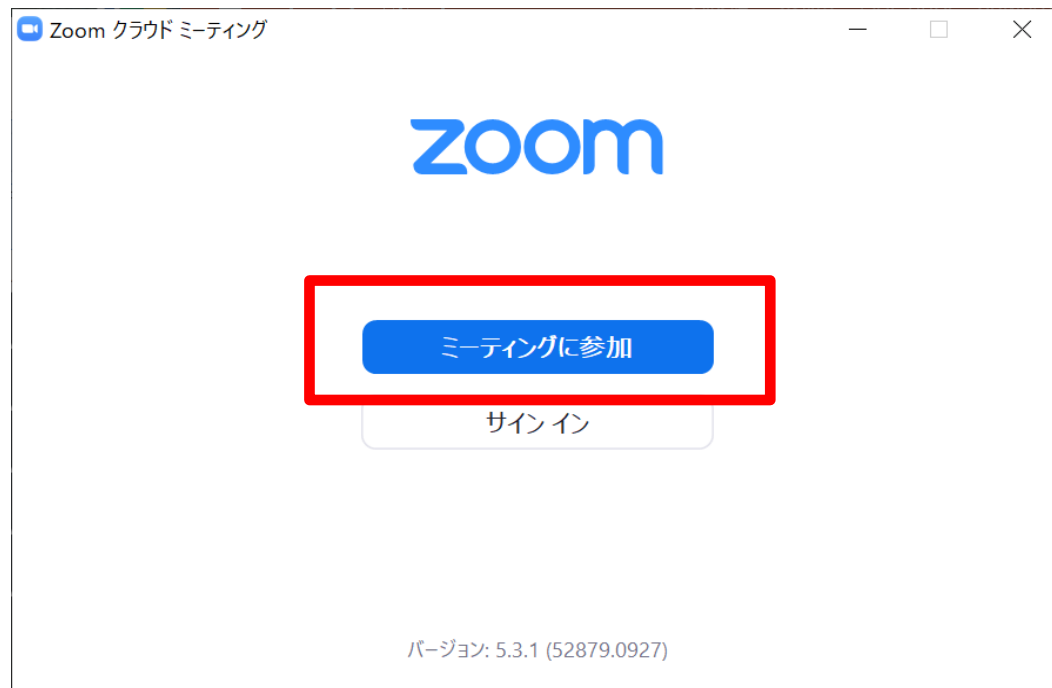 Zoom クラウド ミーティング
zoom
ミーティングに参加
サイン イン
バージョン: 5.3.1 (52879.0927)